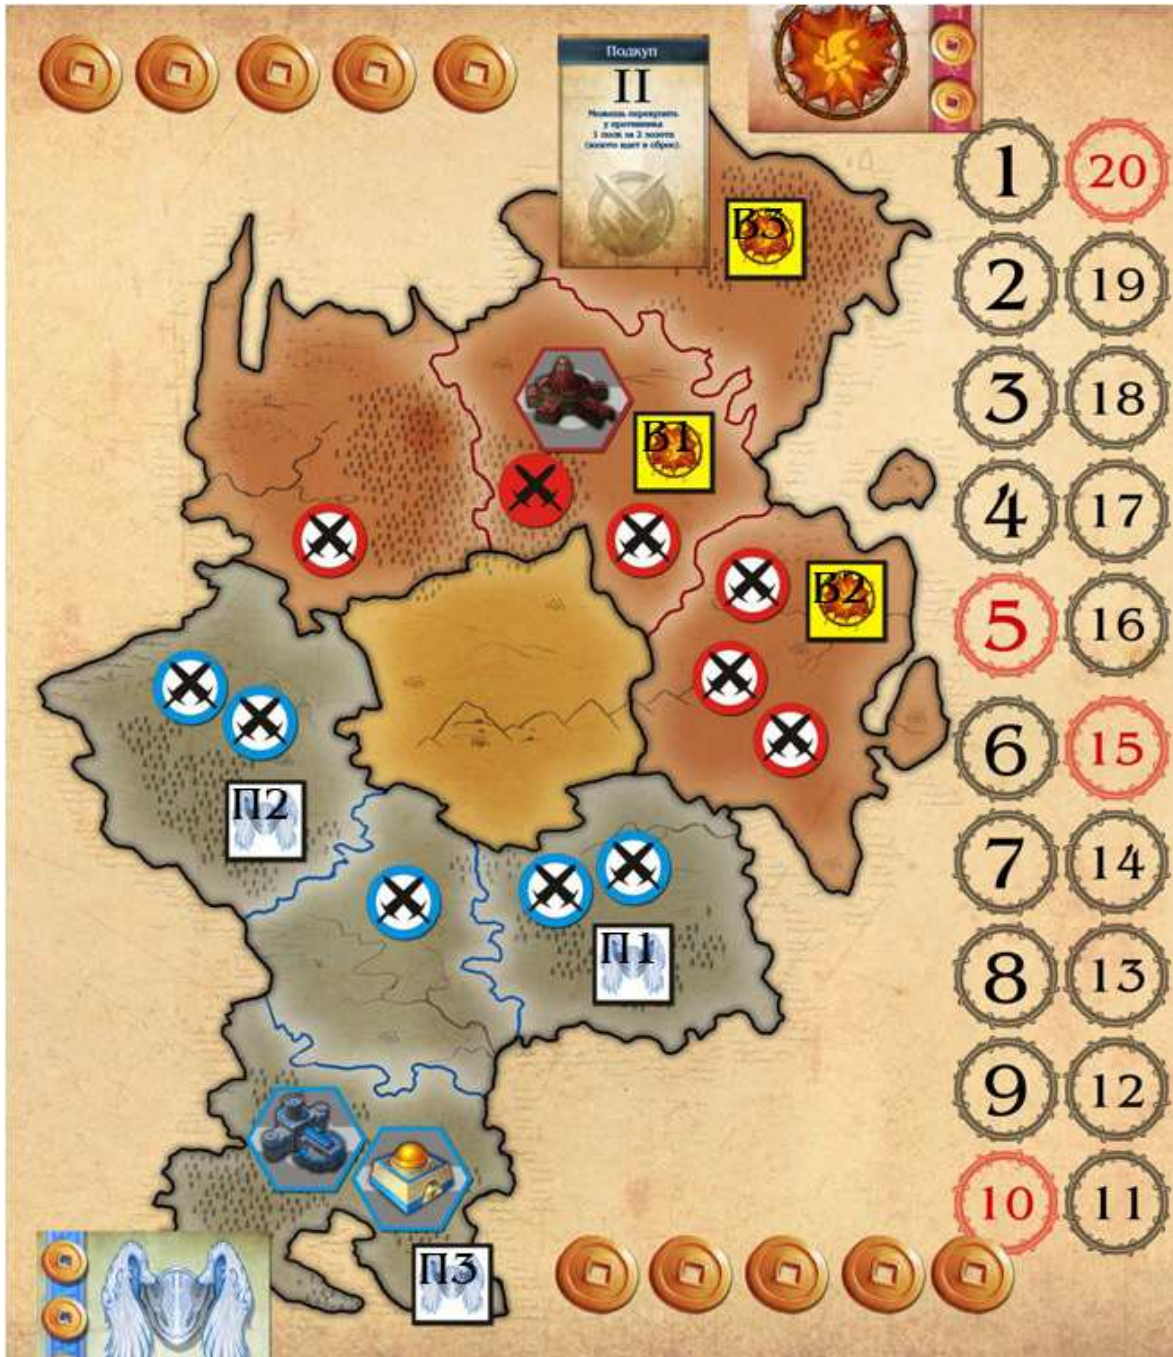 Подкуп
II
Можешь перекупить
у противника
1 полк за 2 золота
(золото идет в сброс).
1 20
В3
2 19
3 18
В1
4 17
В2
5 16
6 15
П2
7 14
П1
8 13
9 12
10 11
П3